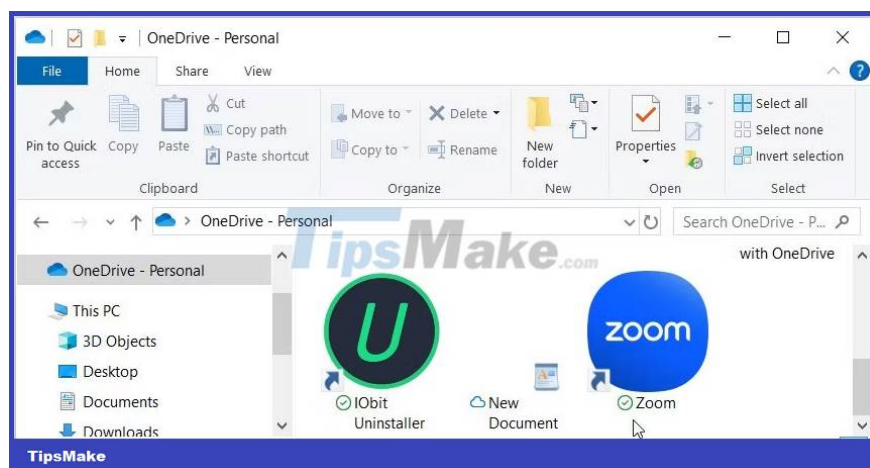 OneDrive - Personal
File Home Share View
Pin to Quick access
Copy
Paste
Cut
Copy path
Paste shortcut
Move to
Copy to
Delete
Rename
New folder
Properties
Select all
Select none
Invert selection
Clipboard Organize New Open Select
OneDrive - Personal
Search OneDrive - P...
TipsMake.com
with OneDrive
OneDrive - Personal
This PC
3D Objects
Desktop
Documents
Downloads
U
zoom
IObit
Uninstaller
New
Document
Zoom
TipsMake